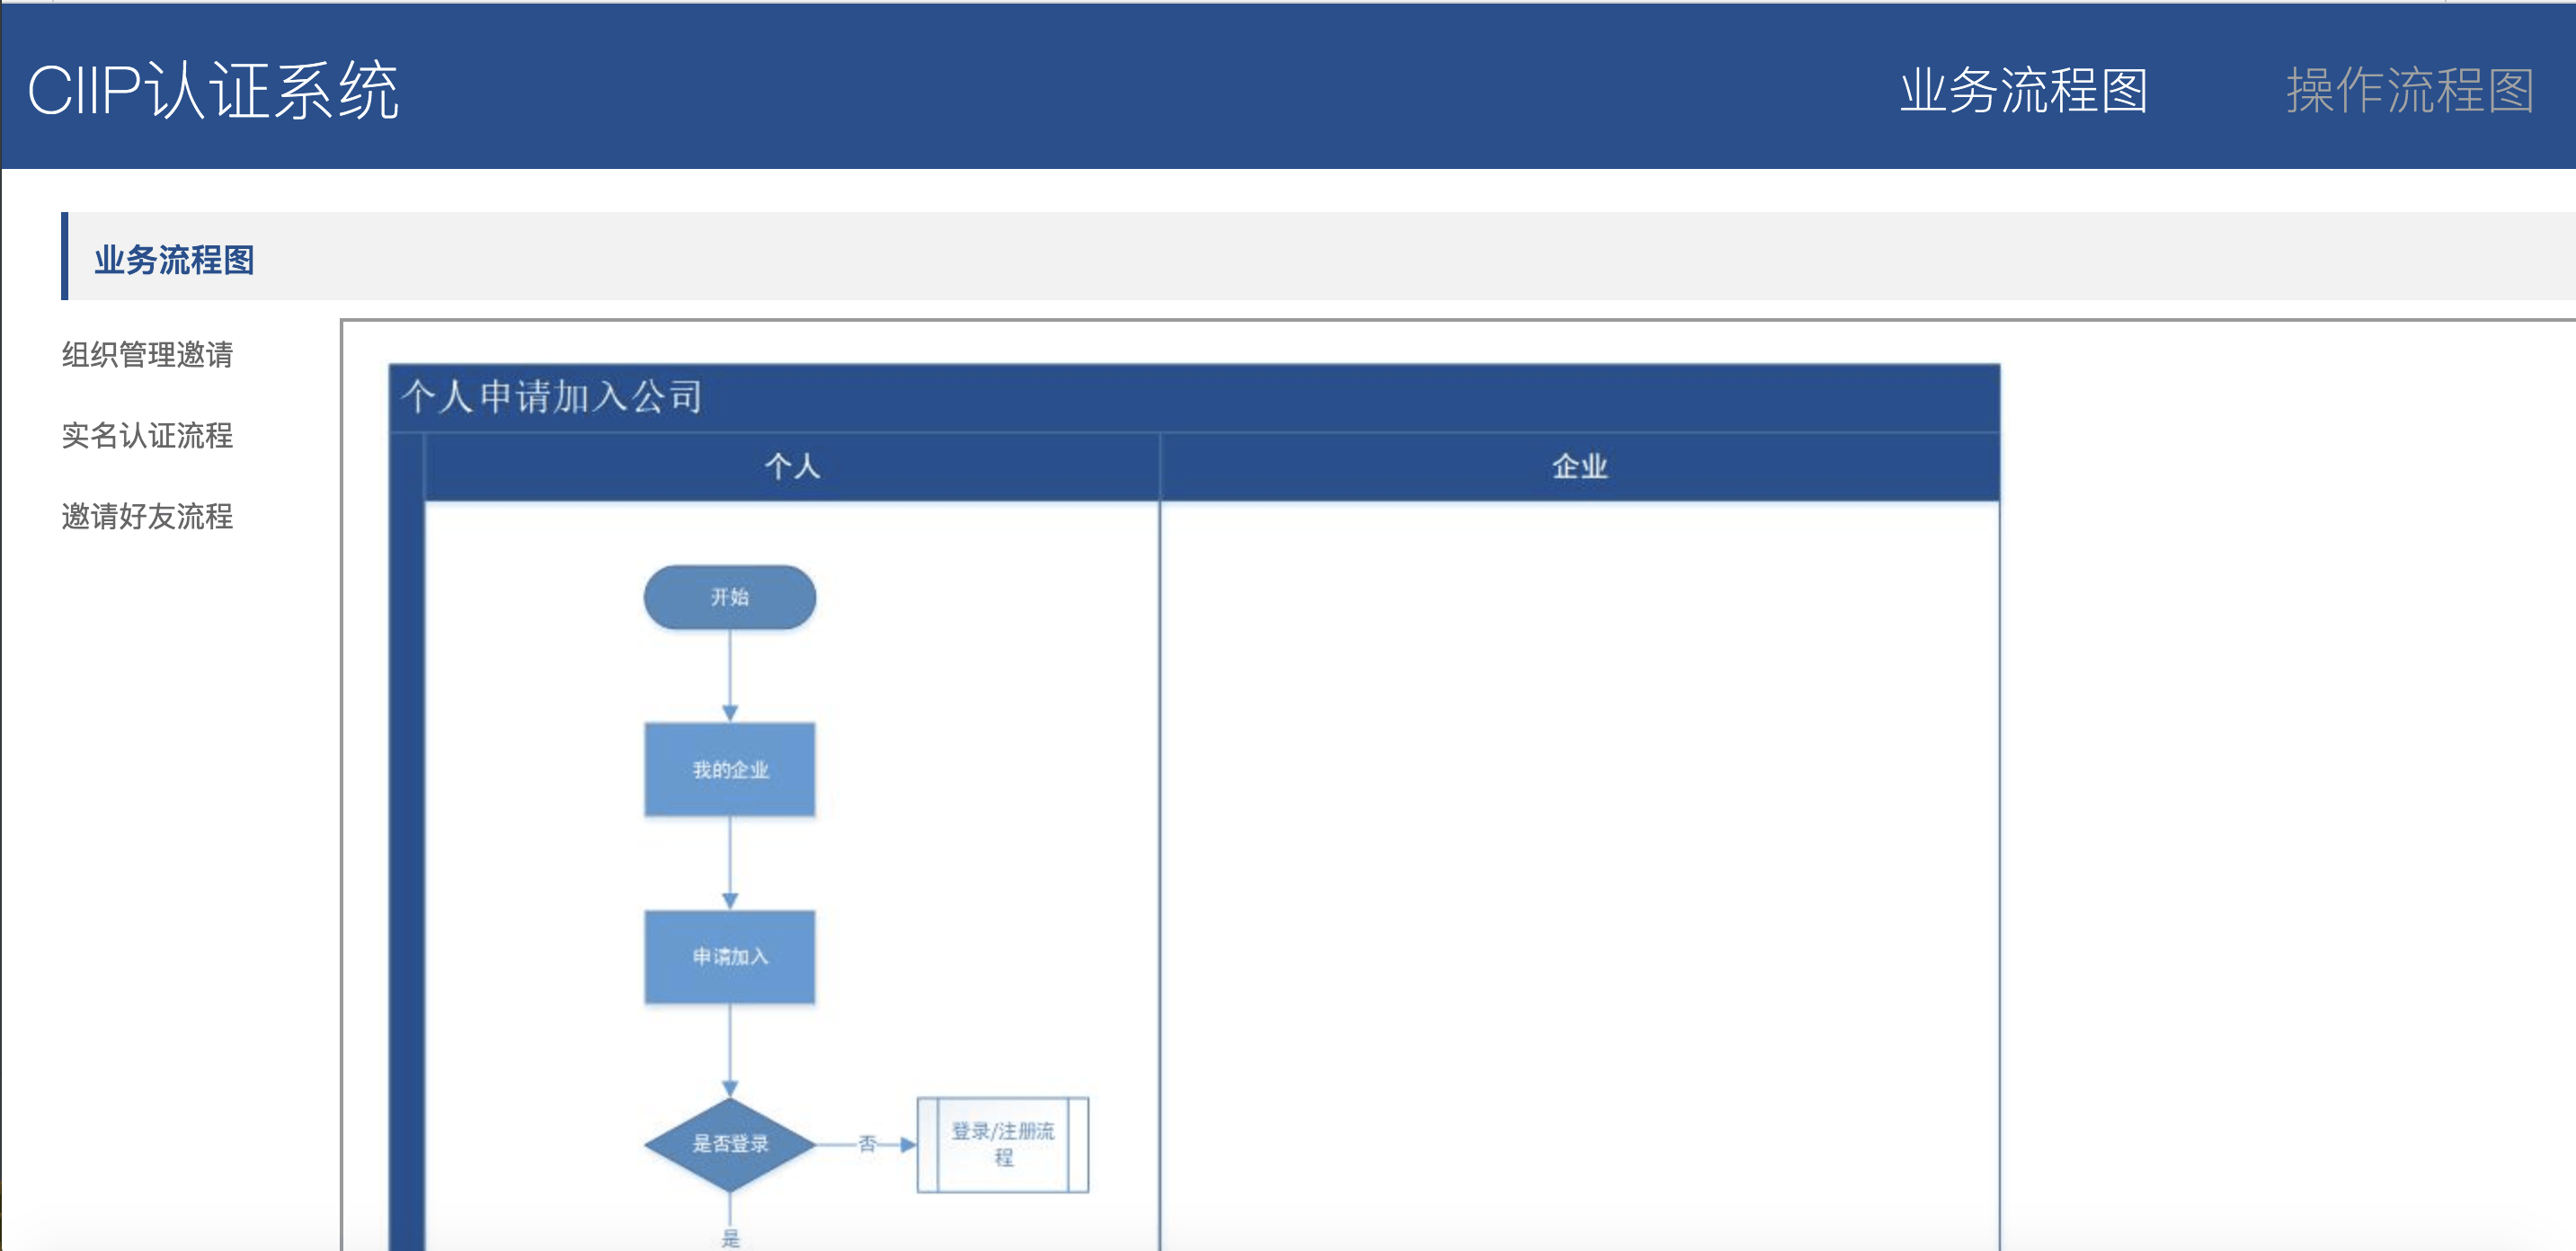 CIIP认证系统
业务流程图
操作流程图
业务流程图
组织管理邀请
实名认证流程
邀请好友流程
个人申请加入公司
个人
企业
开始
我的企业
申请加入
是否登录
否
登录/注册流
程
是